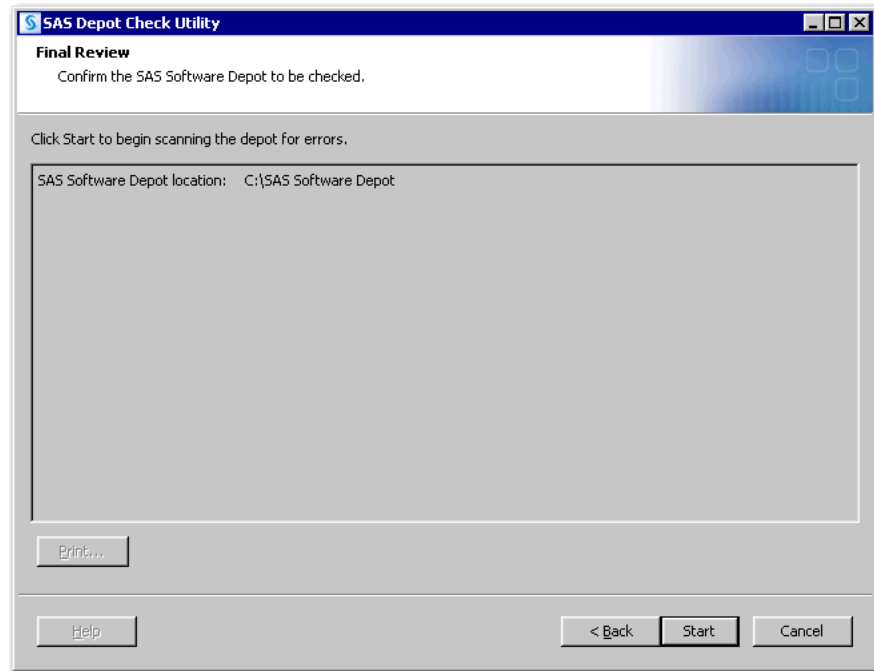 SAS Depot Check Utility
Final Review
Confirm the SAS Software Depot to be checked.
Click Start to begin scanning the depot for errors.
SAS Software Depot location: C:\SAS Software Depot
Print...
Help < Back Start Cancel